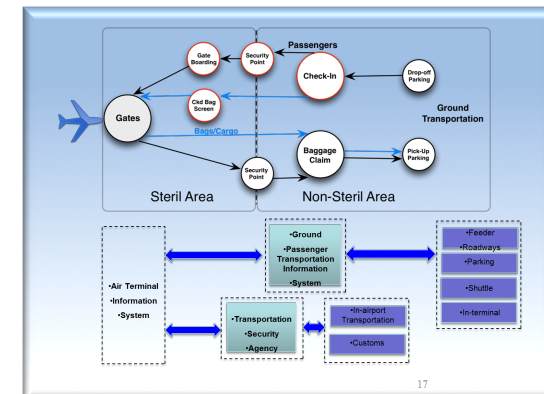 Passengers
Gate
Boarding
Security
Point
Check-In
Drop-off
Parking
Ckd Bag
Screen
Ground
Transportation
Gates
Bags/Cargo
Baggage
Claim
Pick-Up
Parking
Security
Point
Steril Area
Non-Steril Area
•Ground
•Passenger
Transportation
Information
•System
•Feeder
•Roadways
•Parking
•Shuttle
•In-terminal
•Air Terminal
•Information
•System
•Transportation
•Security
•Agency
•In-airport
Transportation
•Customs
17